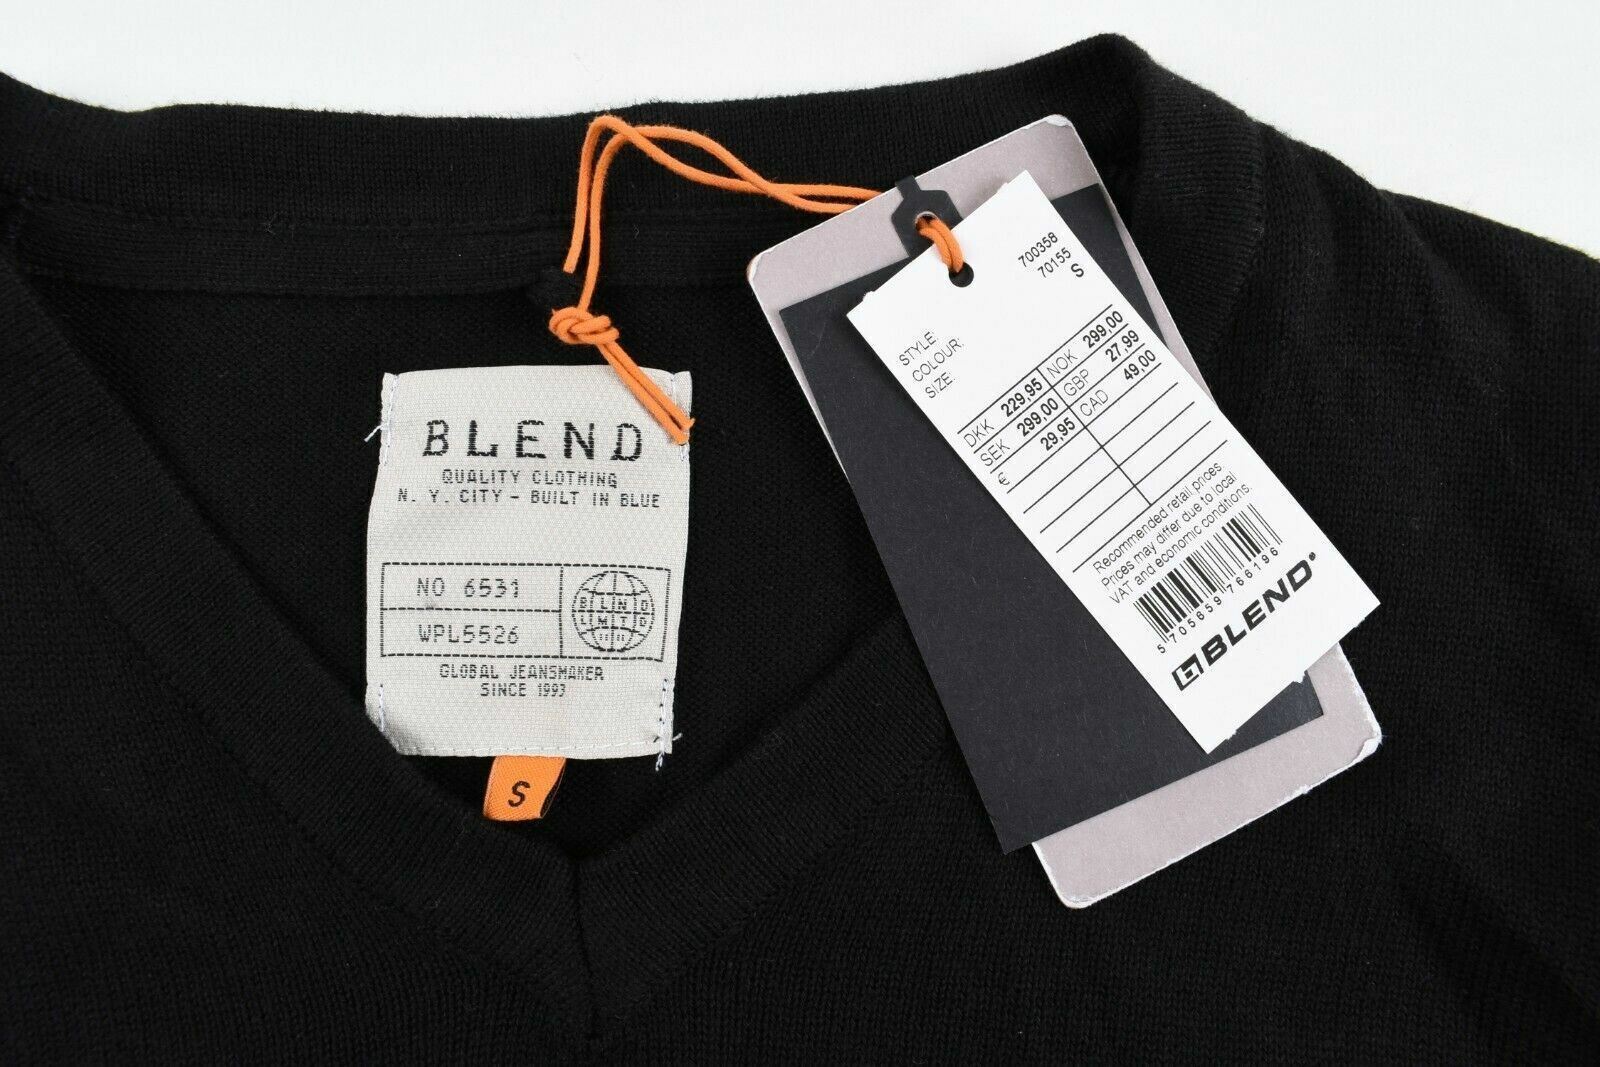 BLEND
QUALITY CLOTHING
N. Y. CITY - BUILT IN BLUE
NO 6531
WPL5526
BLIND
LIMTD
GLOBAL JEANSMAKER
SINCE 1993
S
STYLE: 700358
COLOUR: 70155
SIZE: S
DKK 229,95 NOK 299,00
SEK 299,00 GBP 27,99
€ 29,95 CAD 49,00
Recommended retail prices
Prices may differ due to local
VAT and economic conditions.
5 705659 766196
BLEND®